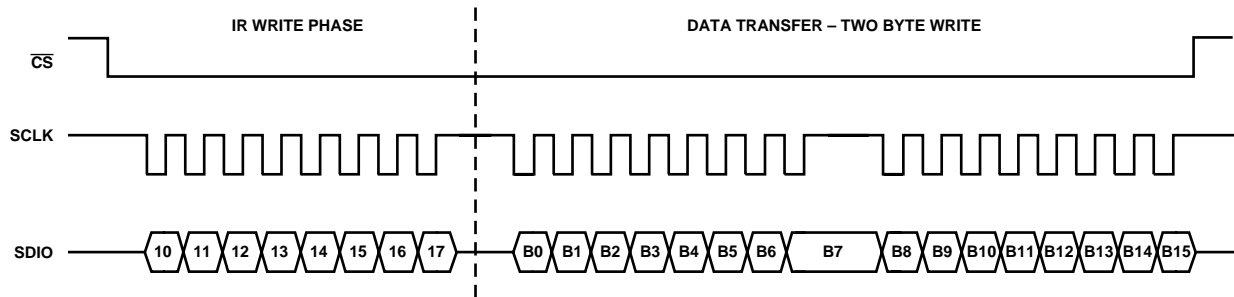 IR WRITE PHASE DATA TRANSFER – TWO BYTE WRITE
CS
SCLK
SDIO 10 11 12 13 14 15 16 17 B0 B1 B2 B3 B4 B5 B6 B7 B8 B9 B10 B11 B12 B13 B14 B15